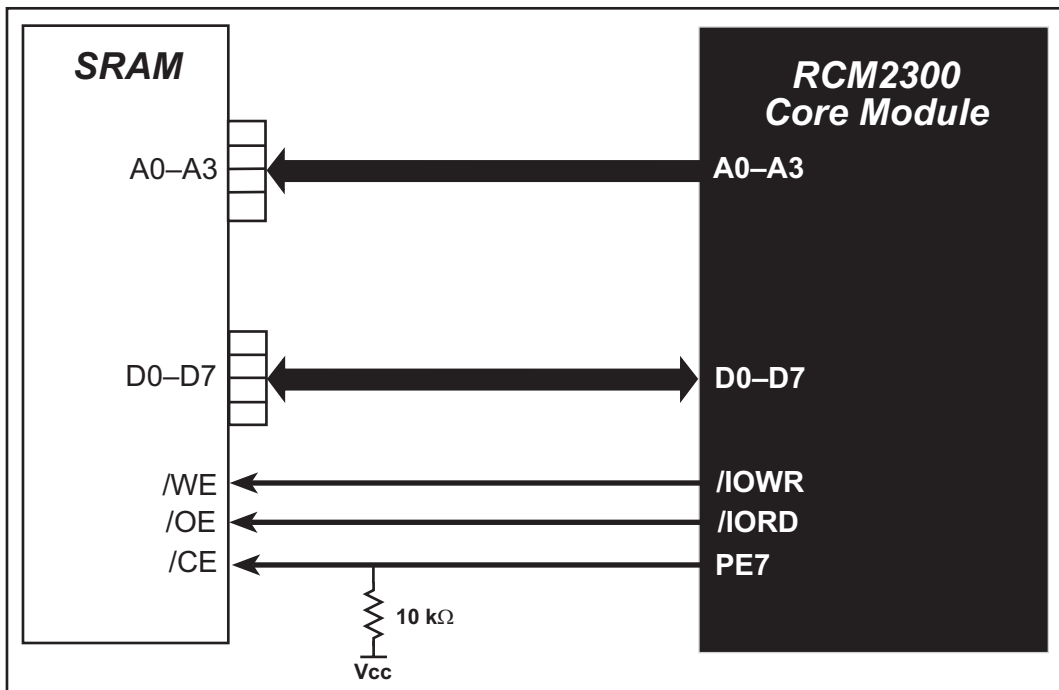 SRAM
RCM2300
Core Module
A0–A3
A0–A3
D0–D7
D0–D7
/WE
/IOWR
/OE
/IORD
/CE
PE7
10 kΩ
Vcc